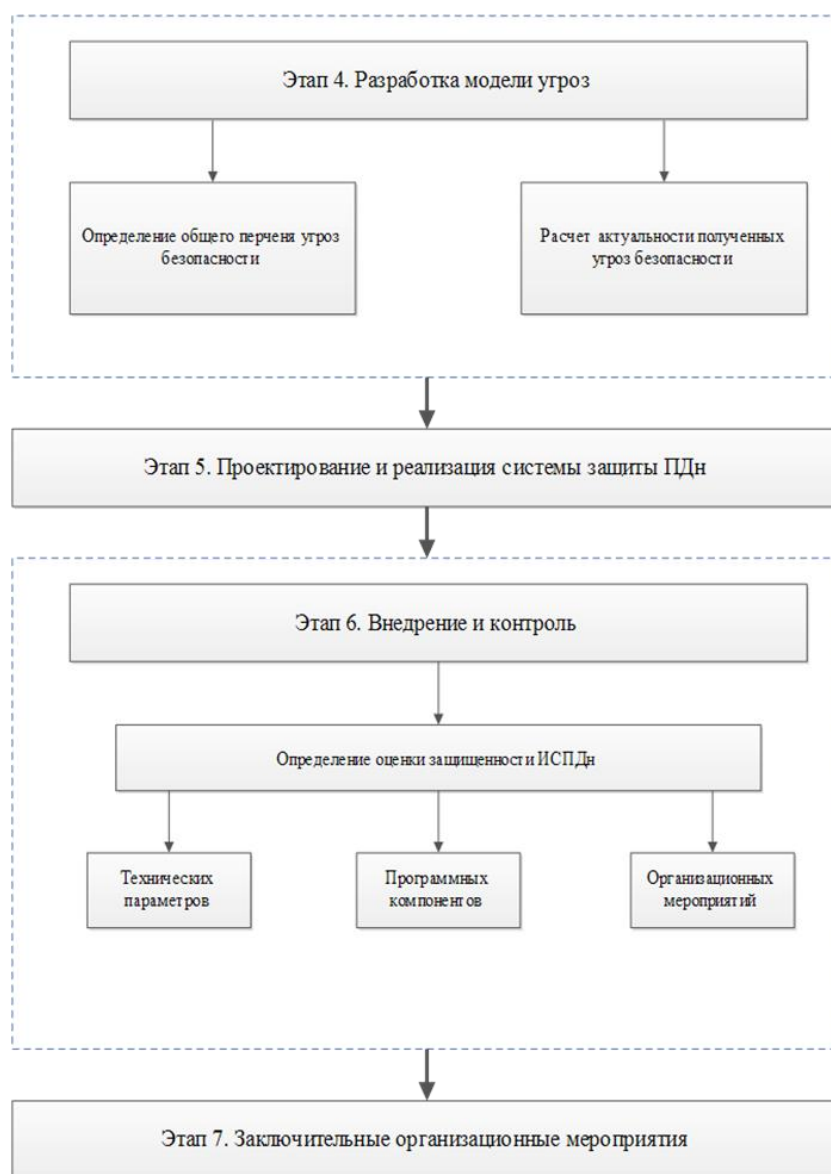 Этап 4. Разработка модели угроз
Определение общего перченя угроз
безопасности
Расчет актуальности полученных
угроз безопасности
Этап 5. Проектирование и реализация системы защиты ПДн
Этап 6. Внедрение и контроль
Определение оценки защищенности ИСПДн
Технических
параметров
Программных
компонентов
Организационных
мероприятий
Этап 7. Заключительные организационные мероприятия